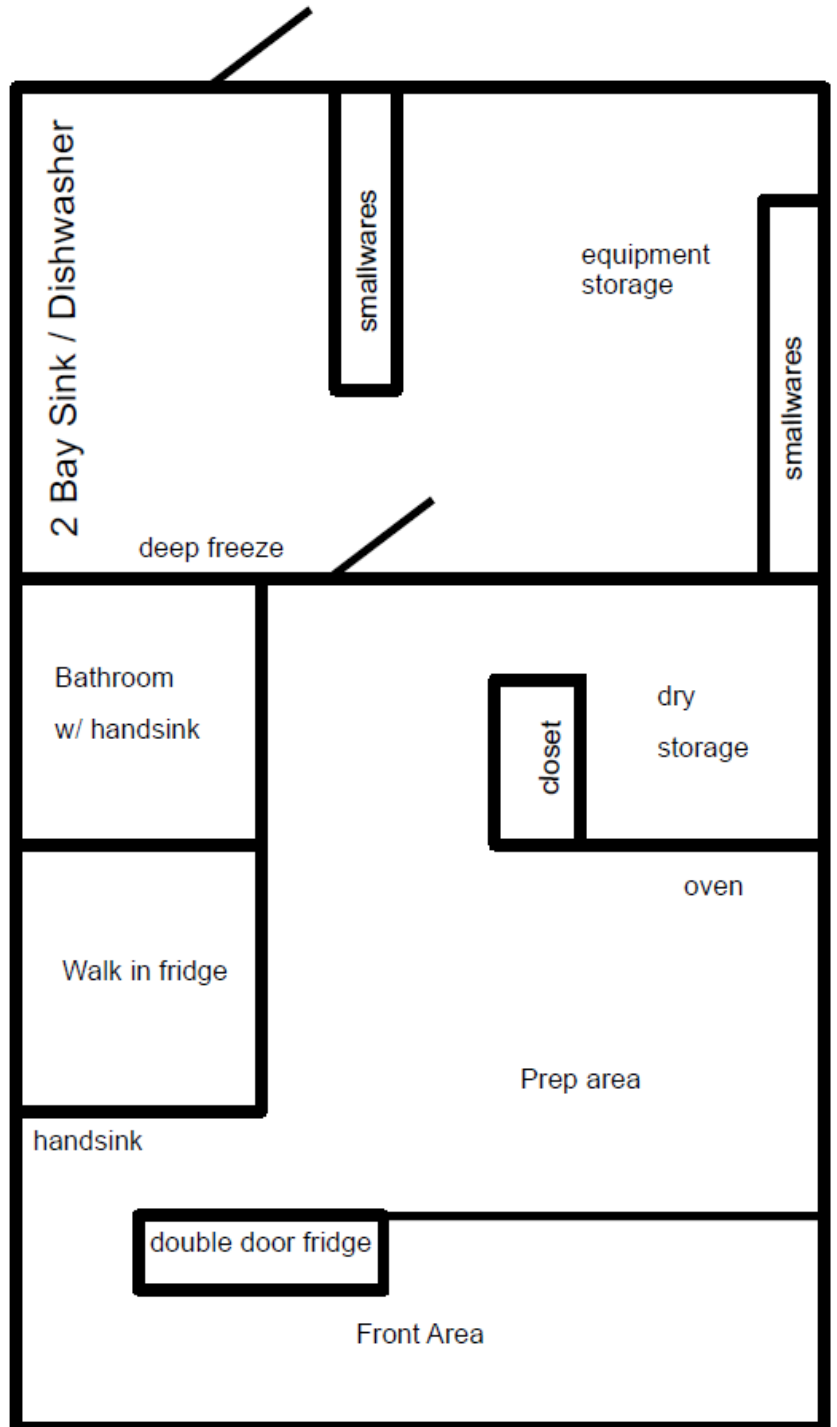 2 Bay Sink / Dishwasher
smallwares
equipment
storage
smallwares
deep freeze
Bathroom
w/ handsink
closet
dry
storage
oven
Walk in fridge
Prep area
handsink
double door fridge
Front Area